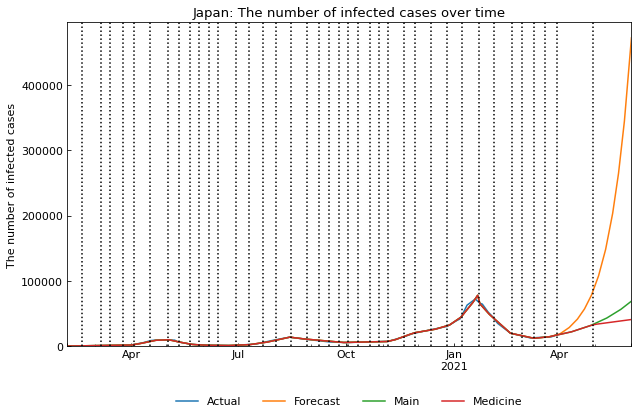 Japan: The number of infected cases over time
The number of infected cases
400000
300000
200000
100000
0
Apr Jul Oct Jan Apr
2021
Actual Forecast Main Medicine